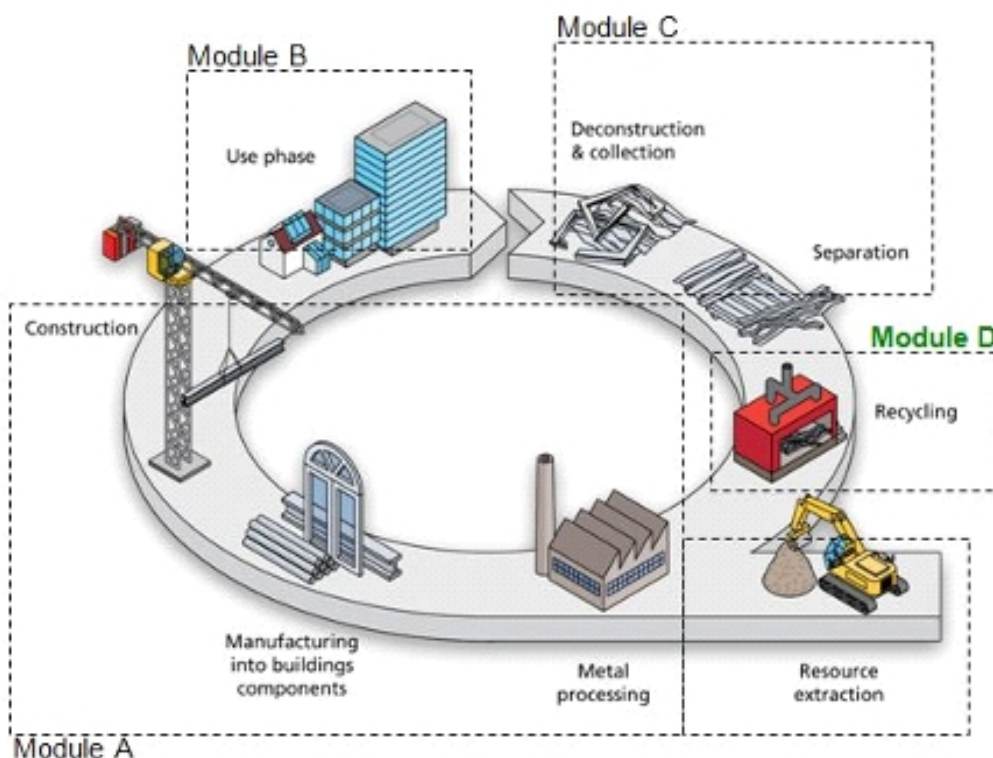 Module C
Module B
Deconstruction
& collection
Use phase
Separation
Construction
Module D
Recycling
Manufacturing
into buildings
components
Metal
processing
Resource
extraction
Module A